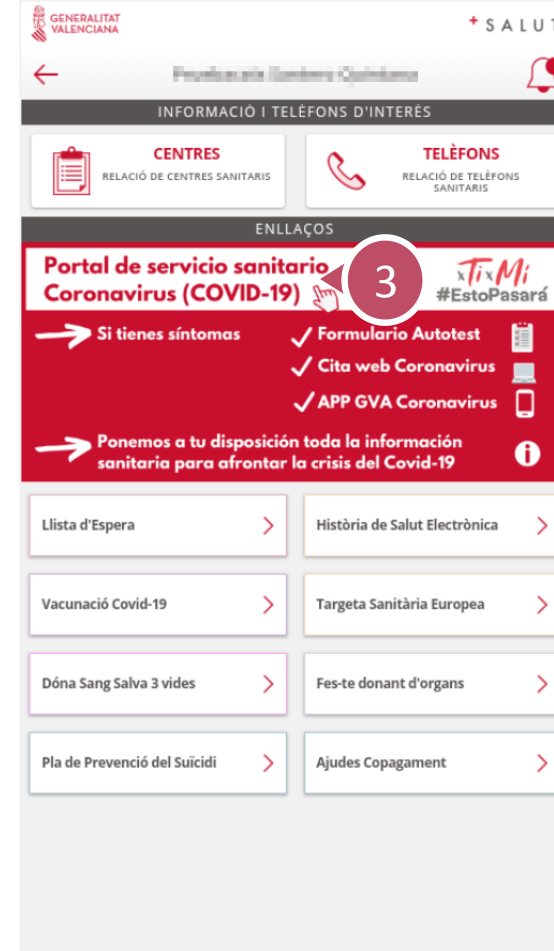 GENERALITAT
VALENCIANA
+ SALUT
INFORMACIÓ I TELÈFONS D'INTERÉS
CENTRES
RELACIÓ DE CENTRES SANITARIS
TELÈFONS
RELACIÓ DE TELÈFONS
SANITARIS
ENLLAÇOS
Portal de servicio sanitario
Coronavirus (COVID-19)
3
xTixMi
#EstoPasará
Si tienes síntomas
Formulario Autotest
Cita web Coronavirus
APP GVA Coronavirus
Ponemos a tu disposición toda la información
sanitaria para afrontar la crisis del Covid-19
Llista d'Espera
Història de Salut Electrònica
Vacunació Covid-19
Targeta Sanitària Europea
Dóna Sang Salva 3 vides
Fes-te donant d'organs
Pla de Prevenció del Suïcidi
Ajudes Copagament